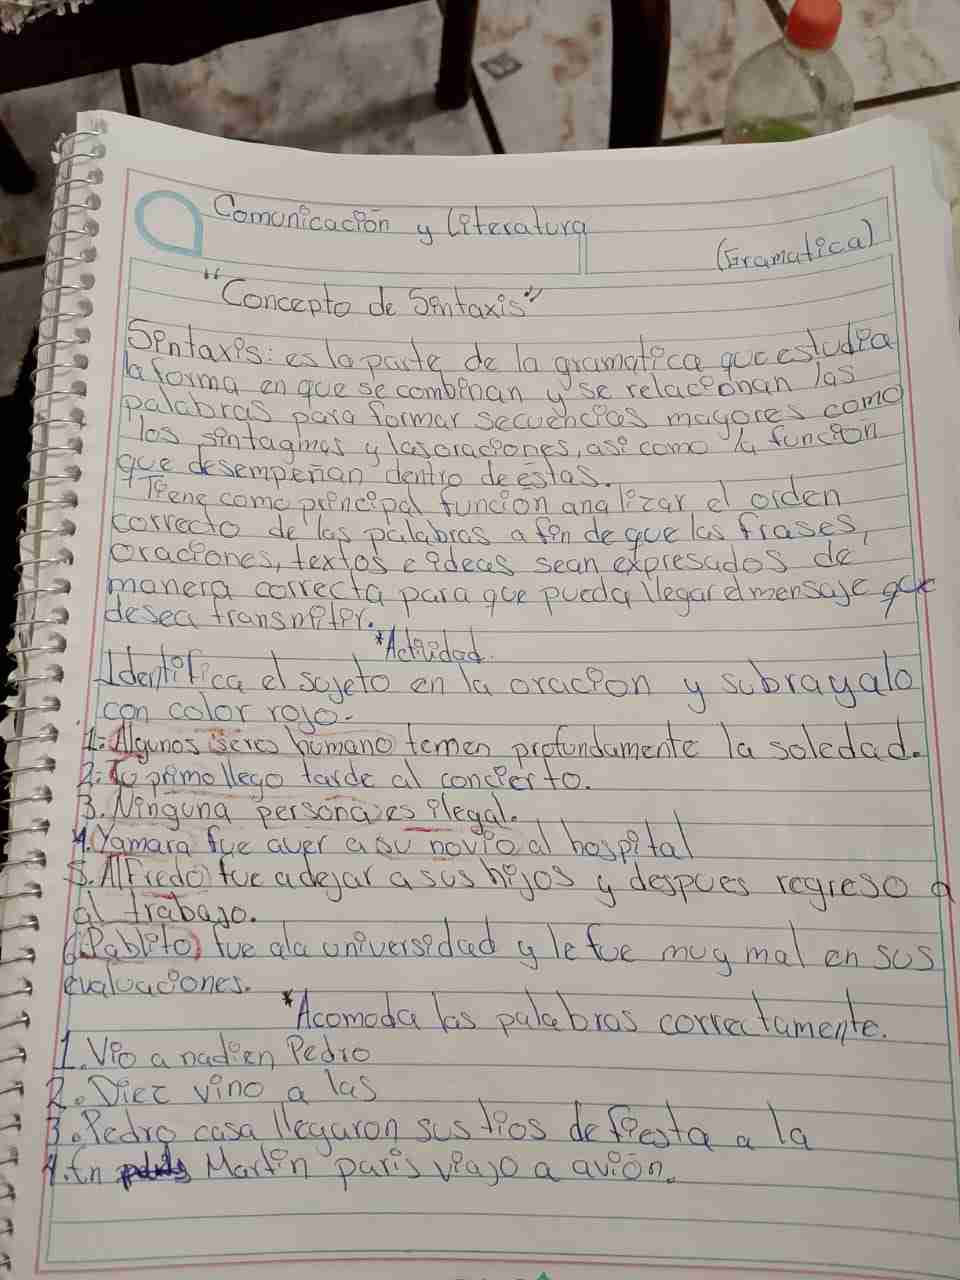 Comunicación y literatura
(Gramatica)
"Concepto de Sintaxis"
Sintaxis: es la parte de la gramatica que estudia
la forma en que se combinan y se relacionan las
palabras para formar secuencias mayores como
los sintagmas y las oraciones, asi como la función
que desempeñan dentro de estas.
Tiene como principal función analizar el orden
correcto de las palabras a fin de que las frases,
oraciones, textos e ideas sean expresados de
manera correcta para que pueda llegar el mensaje que
desea transmitir.
*Actividad.
Identifica el sujeto en la oracion y subrayalo
con color rojo.
1. Algunos seres humano temen profundamente la soledad.
2. Tu primo llego tarde al concierto.
3. Ninguna persona es ilegal.
4. Yamara fue aver a su novio al hospital
5. Alfredo fue a dejar a sus hijos y despues regreso a
al trabajo.
6. Pablito fue ala universidad y le fue muy mal en sus
evaluaciones.
*Acomoda las palabras correctamente.
1. Vio a nadien Pedro
2. Diez vino a las
3. Pedro casa llegaron sus tios de fiesta a la
4. En Martin paris viajo a avión.